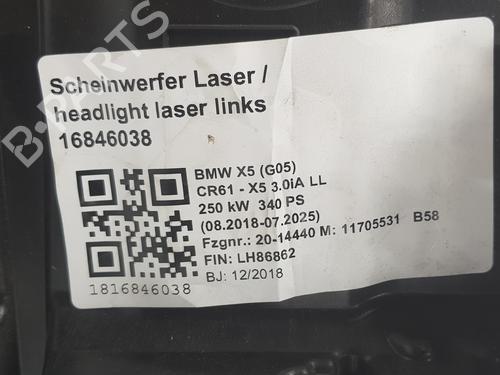 B-PARTS
Scheinwerfer Laser /
headlight laser links
16846038
BMW X5 (G05)
CR61 - X5 3.0iA LL
250 kW 340 PS
(08.2018-07.2025)
Fzgnr.: 20-14440 M: 11705531 B58
FIN: LH86862
BJ: 12/2018
1816846038